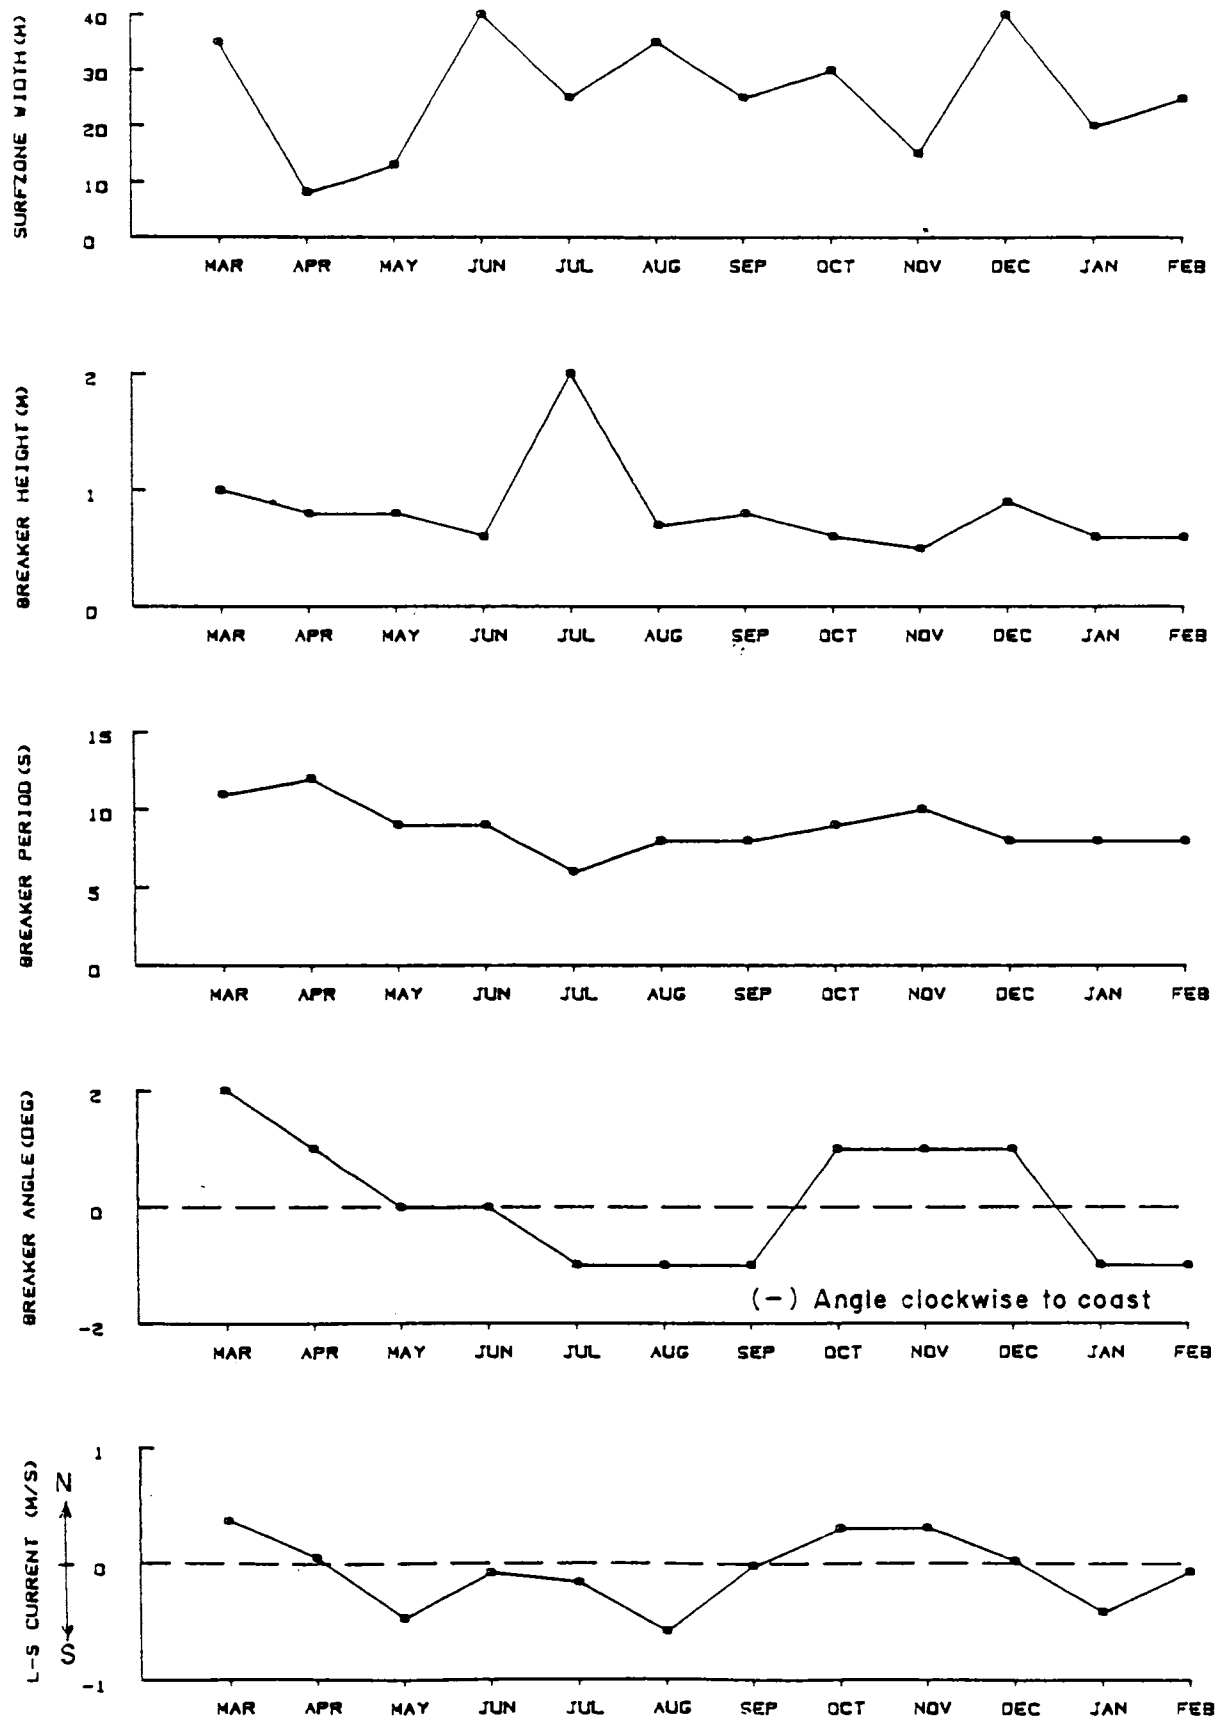 SURFZONE WIDTH (M)
40
30
20
10
0
MAR APR MAY JUN JUL AUG SEP OCT NOV DEC JAN FEB
BREAKER HEIGHT (M)
2
1
0
MAR APR MAY JUN JUL AUG SEP OCT NOV DEC JAN FEB
BREAKER PERIOD (S)
15
10
5
0
MAR APR MAY JUN JUL AUG SEP OCT NOV DEC JAN FEB
BREAKER ANGLE (DEG)
2
0
-2
(-) Angle clockwise to coast
MAR APR MAY JUN JUL AUG SEP OCT NOV DEC JAN FEB
L-S CURRENT (M/S)
N
S
1
0
-1
MAR APR MAY JUN JUL AUG SEP OCT NOV DEC JAN FEB